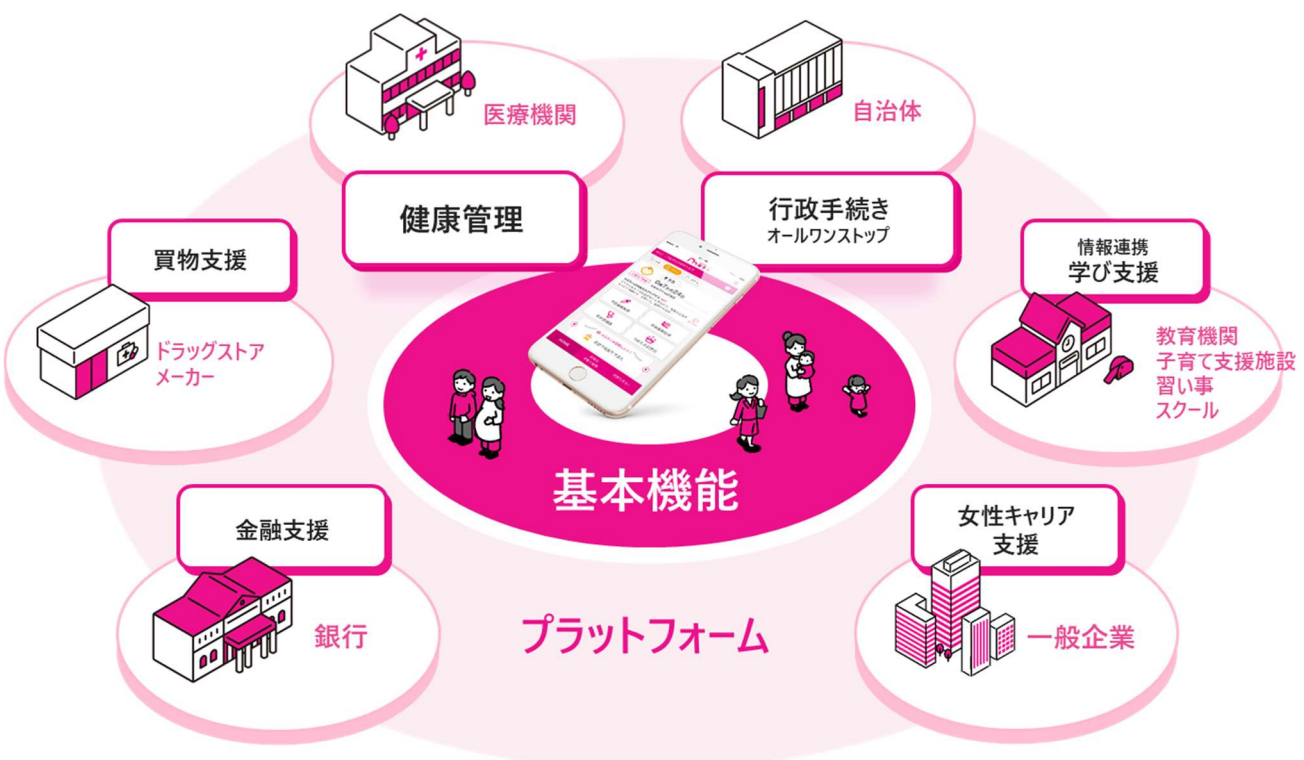 医療機関
自治体
健康管理
行政手続き
オールワンストップ
買物支援
情報連携
学び支援
ドラッグストア
メーカー
教育機関
子育て支援施設
習い事
スクール
基本機能
金融支援
女性キャリア
支援
銀行
プラットフォーム
一般企業